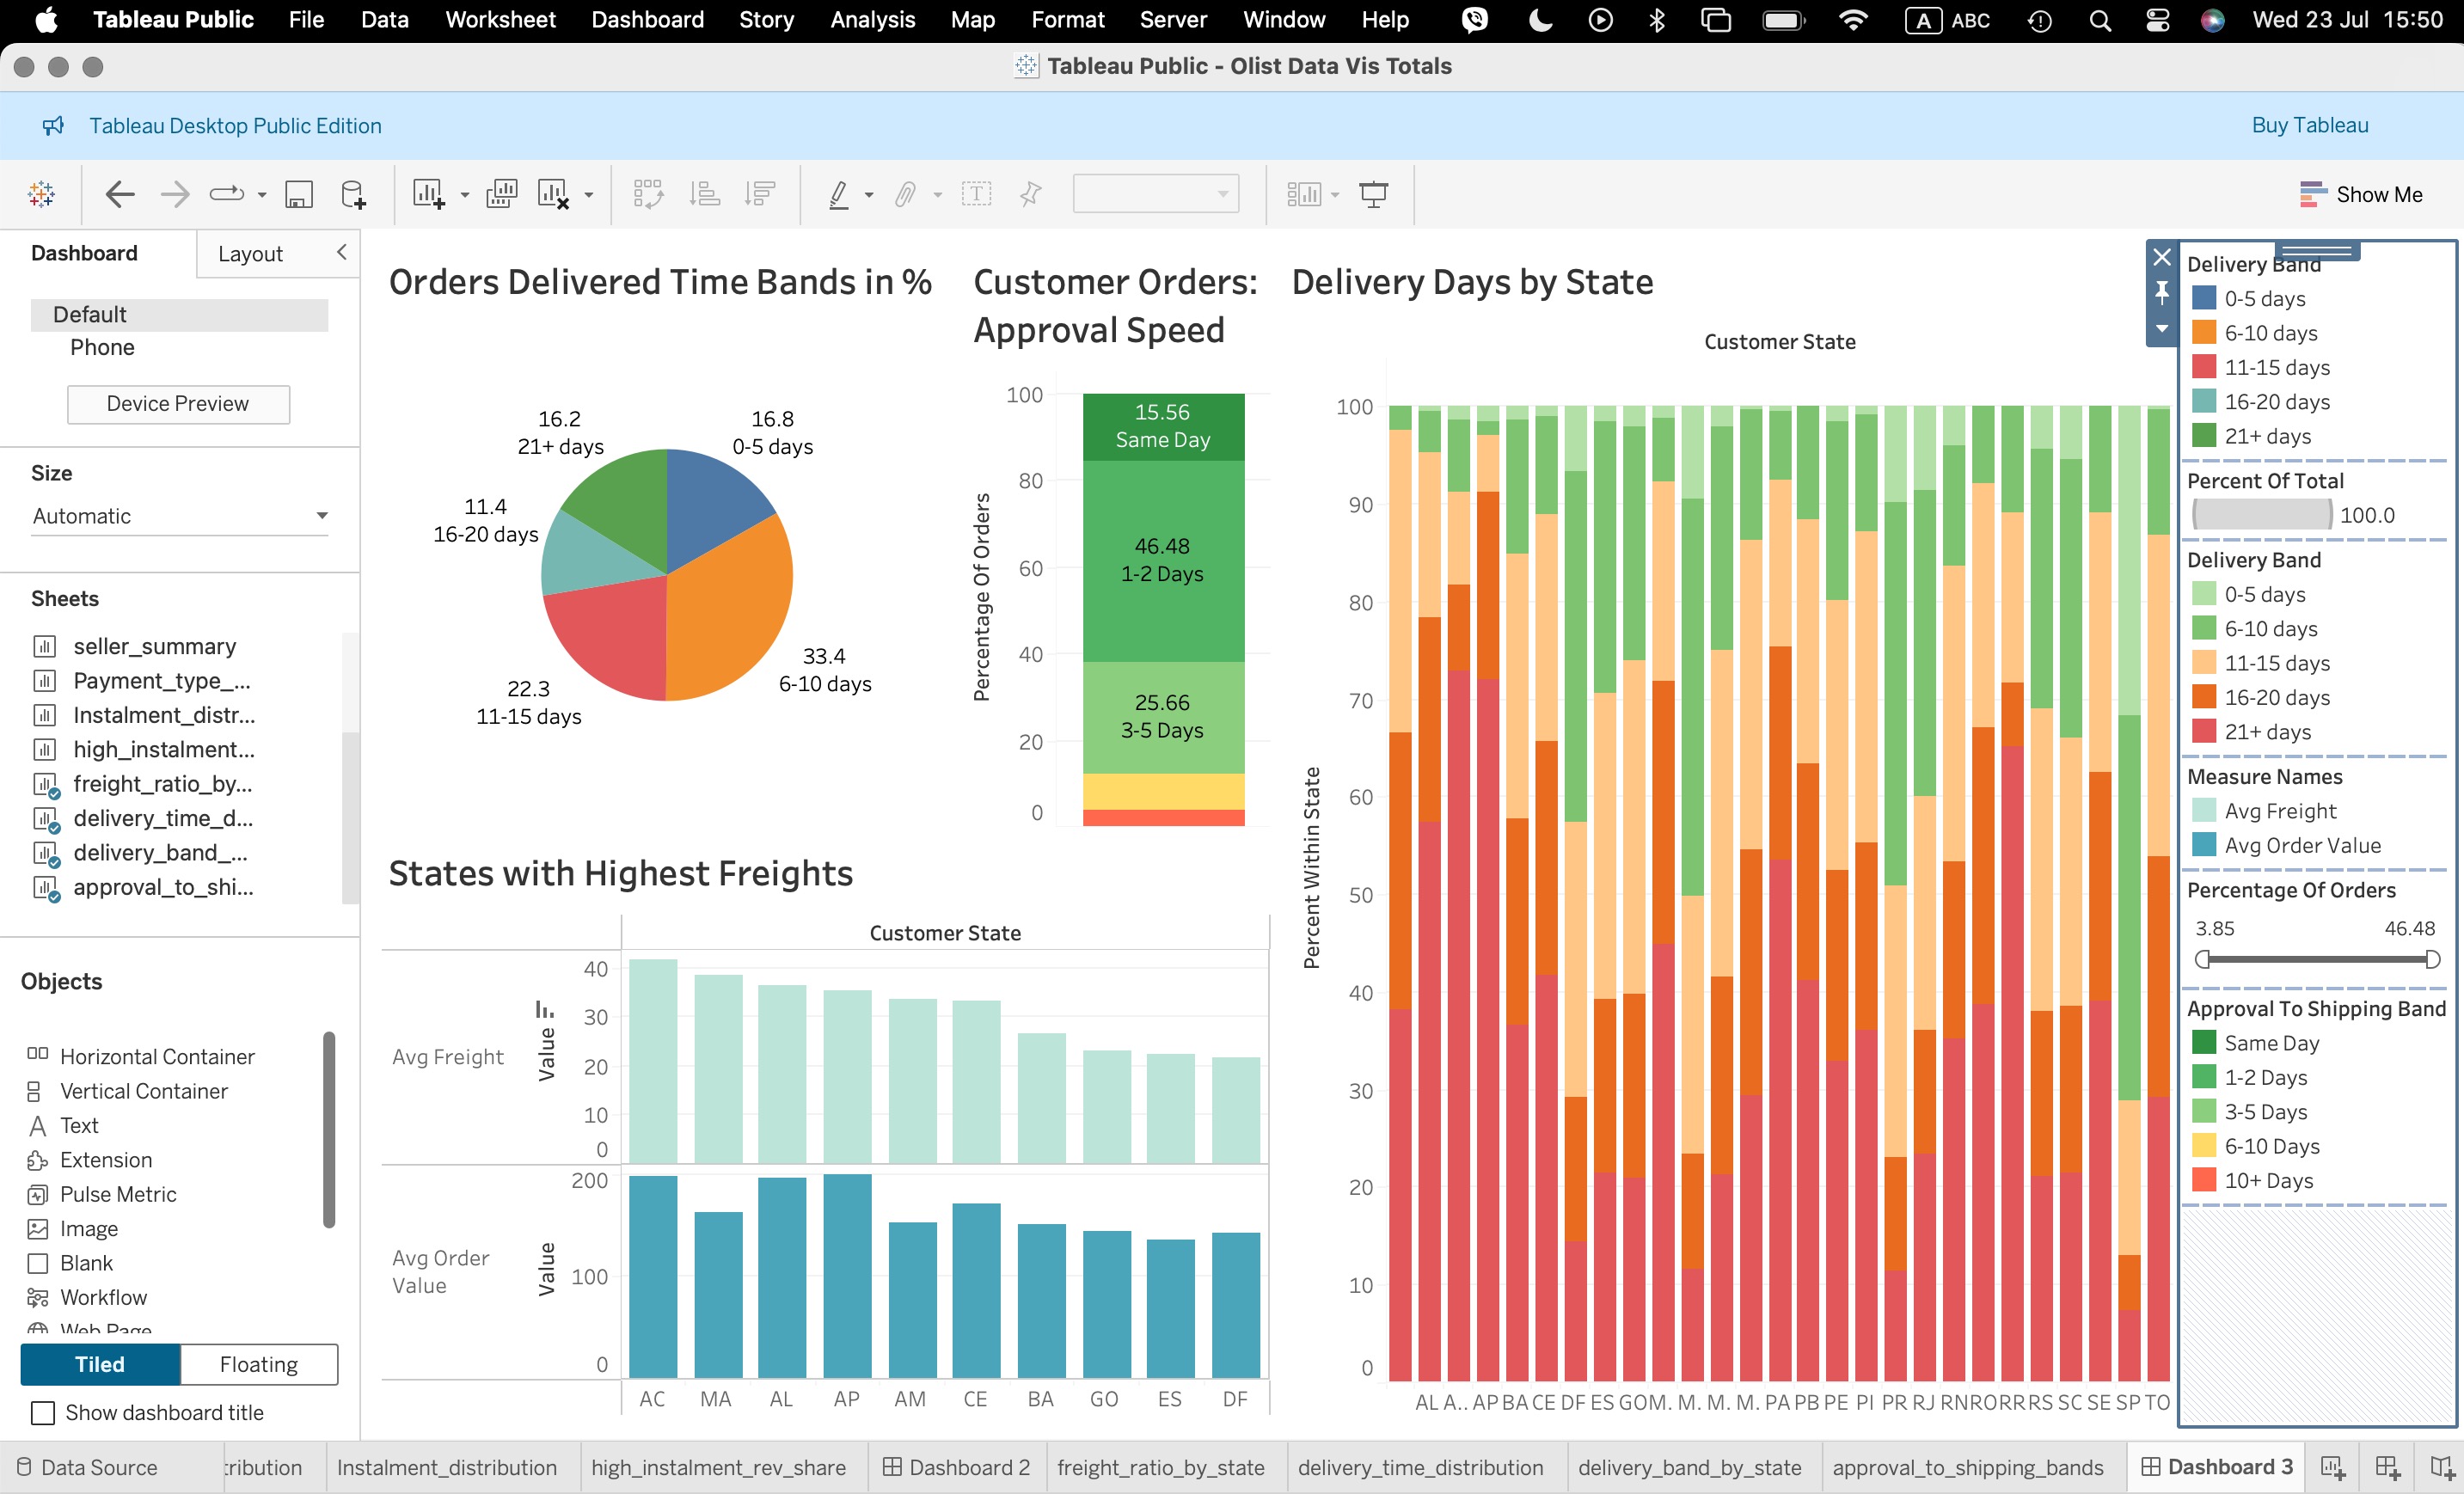 Tableau Public File Data Worksheet Dashboard Story Analysis Map Format Server Window Help A ABC Wed 23 Jul 15:50
Tableau Public - Olist Data Vis Totals
Tableau Desktop Public Edition Buy Tableau
Show Me
Dashboard Layout
Default
Phone
Device Preview
Size
Automatic
Sheets
seller_summary
Payment_type_...
Instalment_distr...
high_instalment...
freight_ratio_by...
delivery_time_d...
delivery_band_...
approval_to_shi...
Objects
Horizontal Container
Vertical Container
Text
Extension
Pulse Metric
Image
Blank
Workflow
Web Page
Tiled Floating
Show dashboard title
Orders Delivered Time Bands in %
16.2
21+ days
16.8
0-5 days
11.4
16-20 days
33.4
6-10 days
22.3
11-15 days
Customer Orders:
Approval Speed
Percentage Of Orders
100
80
60
40
20
0
15.56
Same Day
46.48
1-2 Days
25.66
3-5 Days
States with Highest Freights
Customer State
Avg Freight
Value
40
30
20
10
0
Avg Order
Value
Value
200
100
0
AC MA AL AP AM CE BA GO ES DF
Delivery Days by State
Customer State
Percent Within State
100
90
80
70
60
50
40
30
20
10
0
AL A.. AP BA CE DF ES GO M. M. M. M. PA PB PE PI PR RJ RN RO RR RS SC SE SP TO
Delivery Band
0-5 days
6-10 days
11-15 days
16-20 days
21+ days
Percent Of Total
100.0
Delivery Band
0-5 days
6-10 days
11-15 days
16-20 days
21+ days
Measure Names
Avg Freight
Avg Order Value
Percentage Of Orders
3.85 46.48
Approval To Shipping Band
Same Day
1-2 Days
3-5 Days
6-10 Days
10+ Days
Data Source tribution Instalment_distribution high_instalment_rev_share Dashboard 2 freight_ratio_by_state delivery_time_distribution delivery_band_by_state approval_to_shipping_bands Dashboard 3